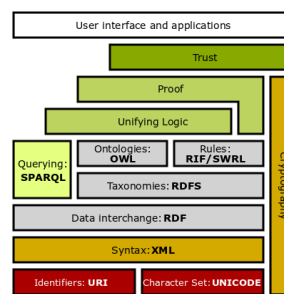 User interface and applications
Trust
Proof
Unifying Logic
Ontologies:
OWL
Rules:
RIF/SWRL
Querying:
SPARQL
Taxonomies: RDFS
Data interchange: RDF
Syntax: XML
Identifiers: URI
Character Set: UNICODE
Cryptography